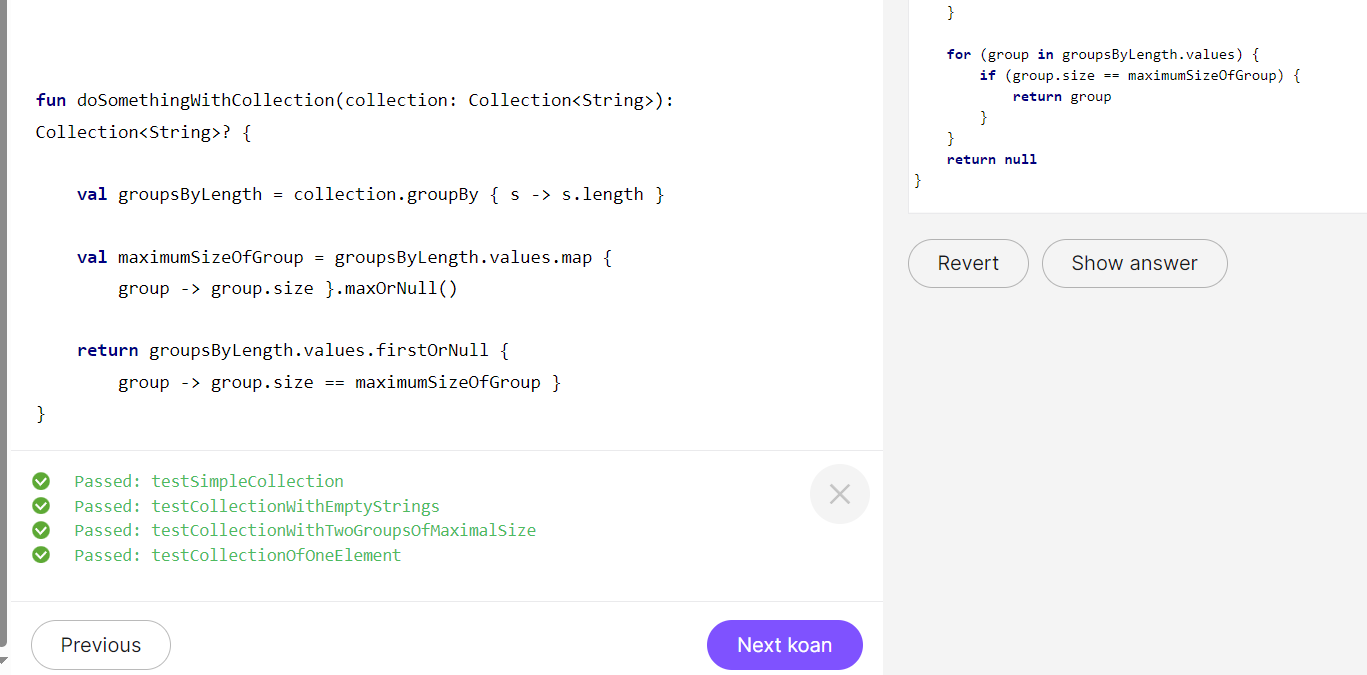 fun doSomethingWithCollection(collection: Collection<String>):
Collection<String>? {
val groupsByLength = collection.groupBy { s -> s.length }
val maximumSizeOfGroup = groupsByLength.values.map {
group -> group.size }.maxOrNull()
return groupsByLength.values.firstOrNull {
group -> group.size == maximumSizeOfGroup }
}
Passed: testSimpleCollection
Passed: testCollectionWithEmptyStrings
Passed: testCollectionWithTwoGroupsOfMaximalSize
Passed: testCollectionOfOneElement
Previous
Next koan
}
for (group in groupsByLength.values) {
if (group.size == maximumSizeOfGroup) {
return group
}
}
return null
}
Revert
Show answer